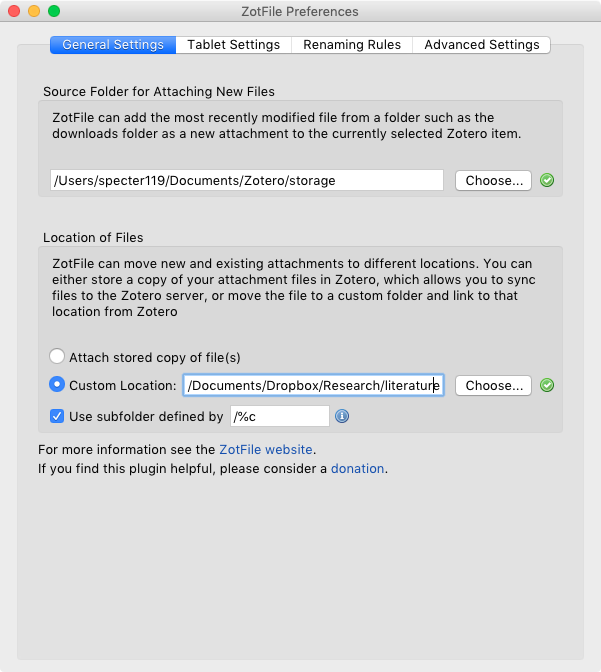 ZotFile Preferences
General Settings
Tablet Settings
Renaming Rules
Advanced Settings
Source Folder for Attaching New Files
ZotFile can add the most recently modified file from a folder such as the
downloads folder as a new attachment to the currently selected Zotero item.
/Users/specter119/Documents/Zotero/storage
Choose...
Location of Files
ZotFile can move new and existing attachments to different locations. You can
either store a copy of your attachment files in Zotero, which allows you to sync
files to the Zotero server, or move the file to a custom folder and link to that
location from Zotero
Attach stored copy of file(s)
Custom Location: /Documents/Dropbox/Research/literature
Choose...
Use subfolder defined by /%c
For more information see the ZotFile website.
If you find this plugin helpful, please consider a donation.